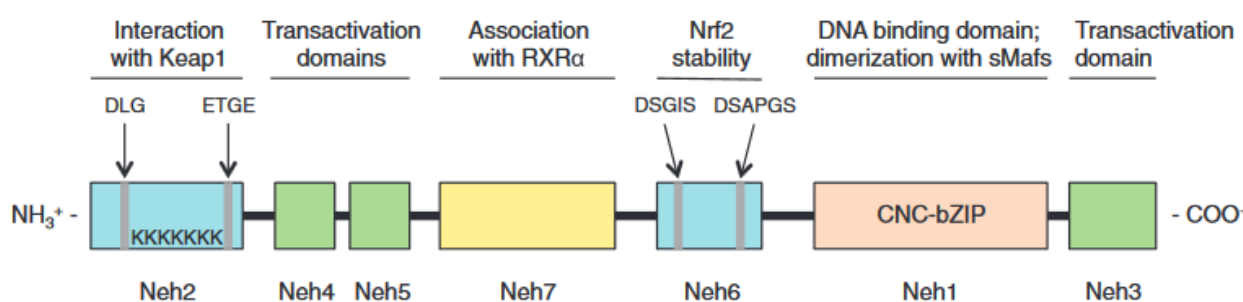 Interaction
with Keap1
Transactivation
domains
Association
with RXRα
Nrf2
stability
DNA binding domain;
dimerization with sMafs
Transactivation
domain
DLG
ETGE
DSGIS
DSAPGS
NH₃⁺ -
KKKKKKK
CNC-bZIP
- COO⁻
Neh2
Neh4
Neh5
Neh7
Neh6
Neh1
Neh3